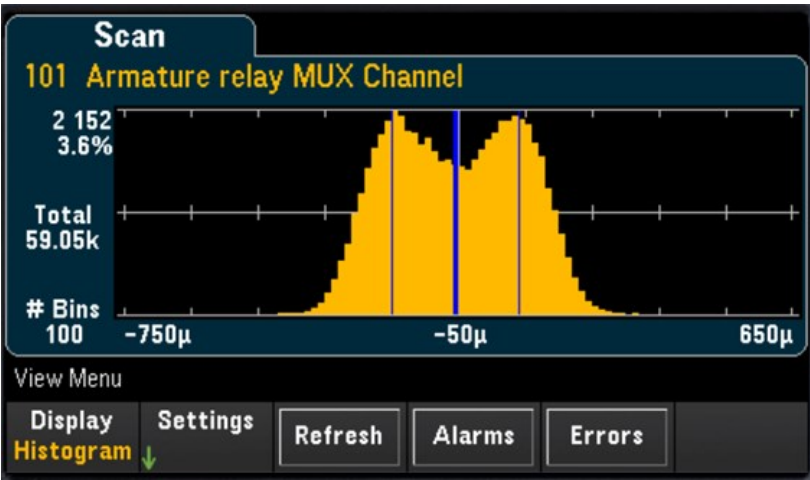 Scan
101 Armature relay MUX Channel
2 152
3.6%
Total
59.05k
# Bins
100
-750µ
-50µ
650µ
View Menu
Display
Histogram
Settings
Refresh
Alarms
Errors